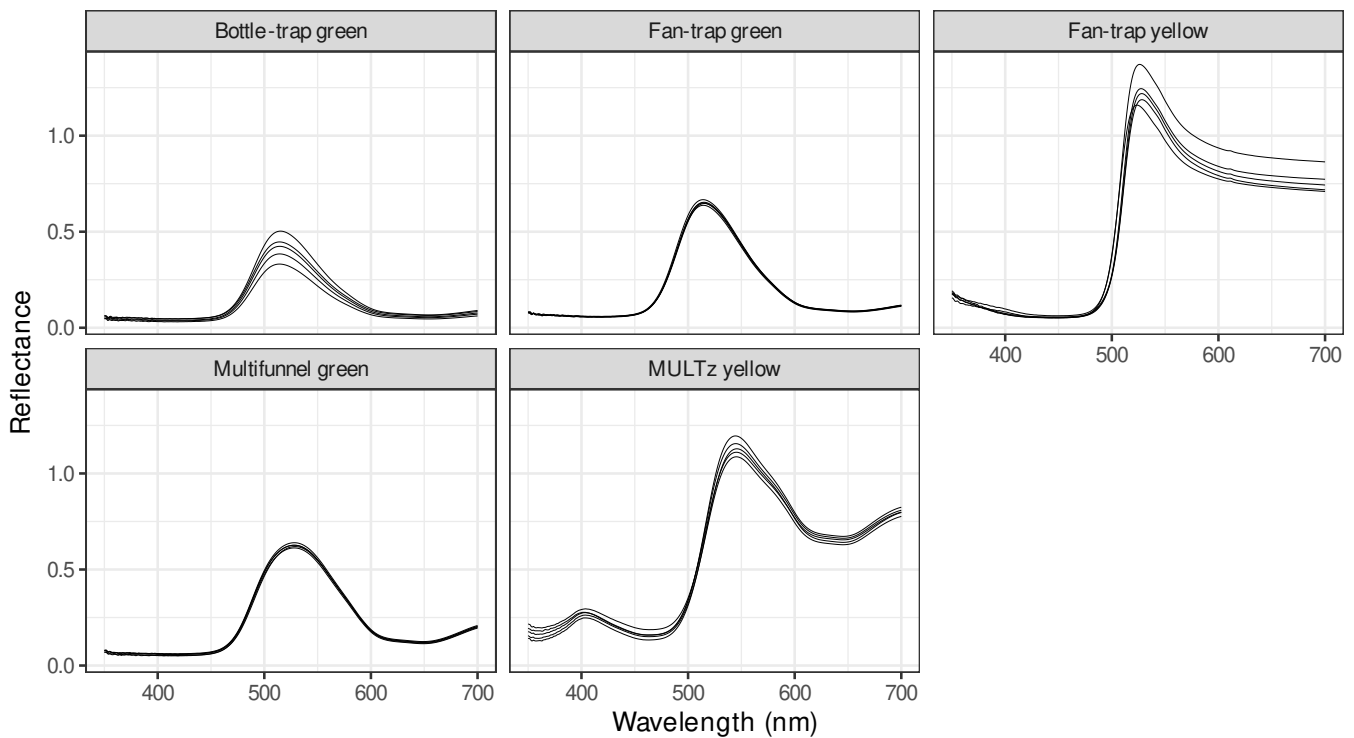 Bottle-trap green
Fan-trap green
Fan-trap yellow
1.0
0.5
0.0
400 500 600 700
Multifunnel green
MULTz yellow
Reflectance
1.0
0.5
0.0
400 500 600 700
400 500 600 700
Wavelength (nm)